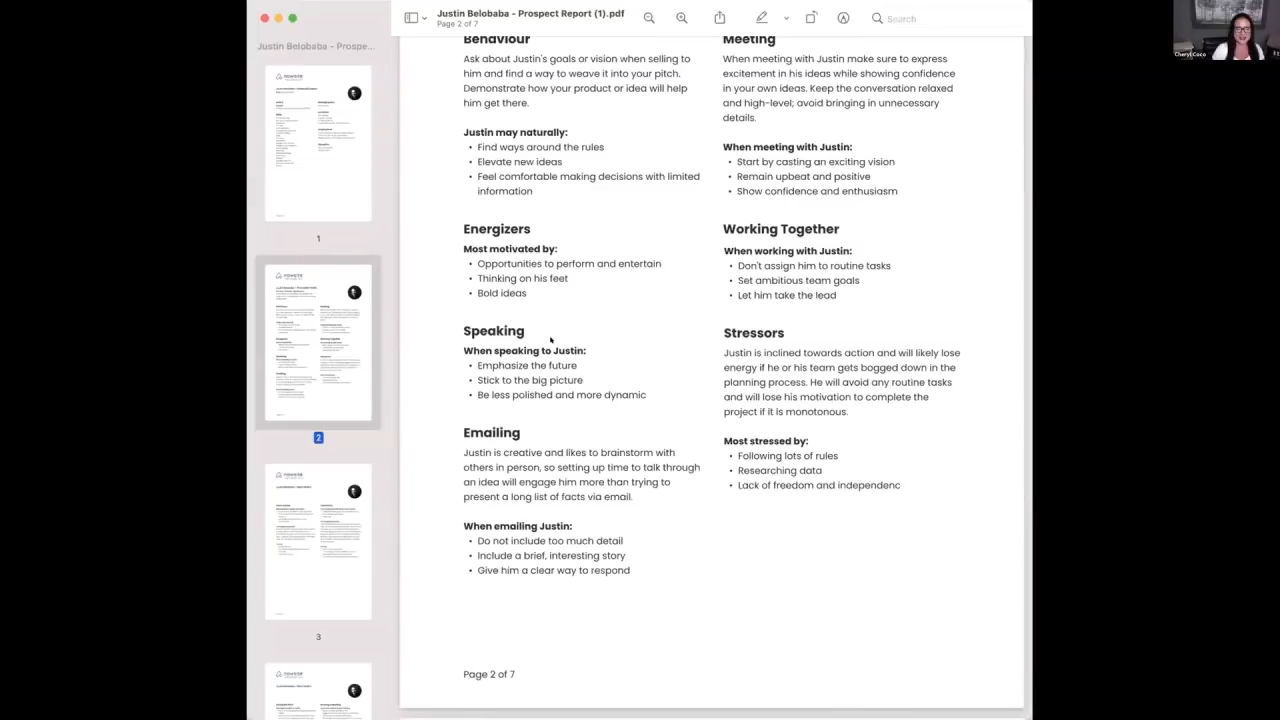 Justin Belobaba - Prospect Report (1).pdf
Page 2 of 7
Search
Cheryl Coco
Justin Belobaba - Prospe...
1
2
3
Behaviour
Ask about Justin's goals or vision when selling to
him and find a way to weave it into your pitch.
Demonstrate how your product or idea will help
him get there.
Justin may naturally:
• Find ways around the rules
• Elevate new ideas
• Feel comfortable making decisions with limited
information
Energizers
Most motivated by:
• Opportunities to perform and entertain
• Thinking on his feet
• Bold ideas
Speaking
When speaking to Justin:
• Emphasize the future
• Stick to the big picture
• Be less polished and more dynamic
Emailing
Justin is creative and likes to brainstorm with
others in person, so setting up time to talk through
an idea will engage him more than trying to
present a long list of facts via email.
When emailing Justin:
• Do not include too much detail
• Include a brief, interesting story
• Give him a clear way to respond
Meeting
When meeting with Justin make sure to express
excitement in his ideas while showing confidence
in your own ideas; keep the conversation relaxed
and high-level; avoid bringing in unnecessary
details.
When meeting with Justin:
• Start by casting an exciting vision
• Remain upbeat and positive
• Show confidence and enthusiasm
Working Together
When working with Justin:
• Don't assign him to routine tasks
• Set ambitious team goals
• Let him take the lead
Stress
Justin is driven towards action and will likely lose
energy if he or his team gets bogged down in the
planning process; he will avoid any routine tasks
and will lose his motivation to complete the
project if it is monotonous.
Most stressed by:
• Following lots of rules
• Researching data
• Lack of freedom and independenc
Page 2 of 7